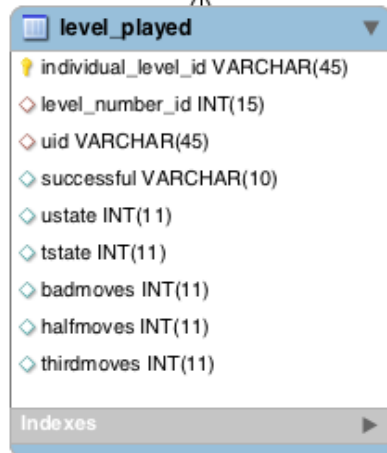 level_played
individual_level_id VARCHAR(45)
level_number_id INT(15)
uid VARCHAR(45)
successful VARCHAR(10)
ustate INT(11)
tstate INT(11)
badmoves INT(11)
halfmoves INT(11)
thirdmoves INT(11)
Indexes